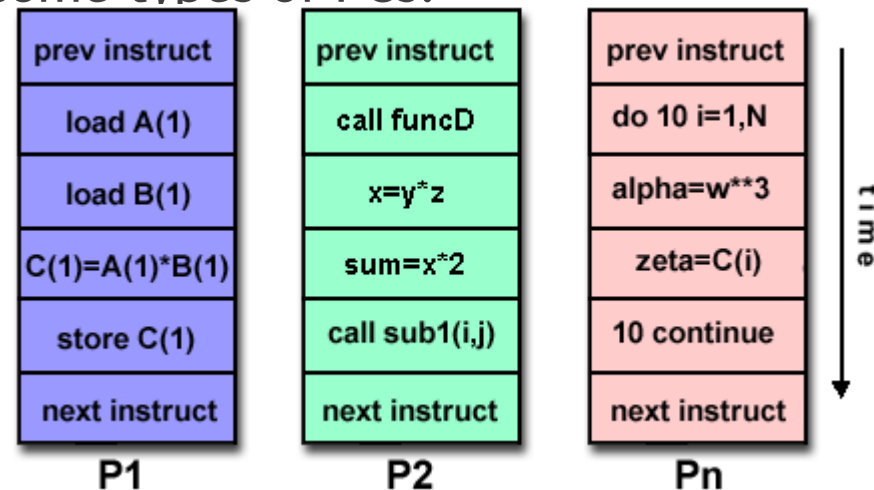 some types of PCs.
prev instruct
load A(1)
load B(1)
C(1)=A(1)*B(1)
store C(1)
next instruct
P1
prev instruct
call funcD
x=y*z
sum=x*2
call sub1(i,j)
next instruct
P2
prev instruct
do 10 i=1,N
alpha=w**3
zeta=C(i)
10 continue
next instruct
Pn
time